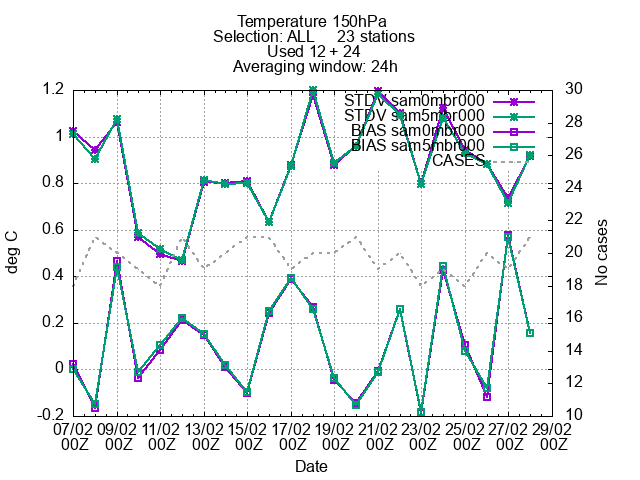 Temperature 150hPa
Selection: ALL 23 stations
Used 12 + 24
Averaging window: 24h
STDV sam0mbr000
STDV sam5mbr000
BIAS sam0mbr000
BIAS sam5mbr000
CASES
1.2
1
0.8
0.6
0.4
0.2
0
-0.2
deg C
30
28
26
24
22
20
18
16
14
12
10
No cases
07/02 09/02 11/02 13/02 15/02 17/02 19/02 21/02 23/02 25/02 27/02 29/02
00Z 00Z 00Z 00Z 00Z 00Z 00Z 00Z 00Z 00Z 00Z 00Z
Date